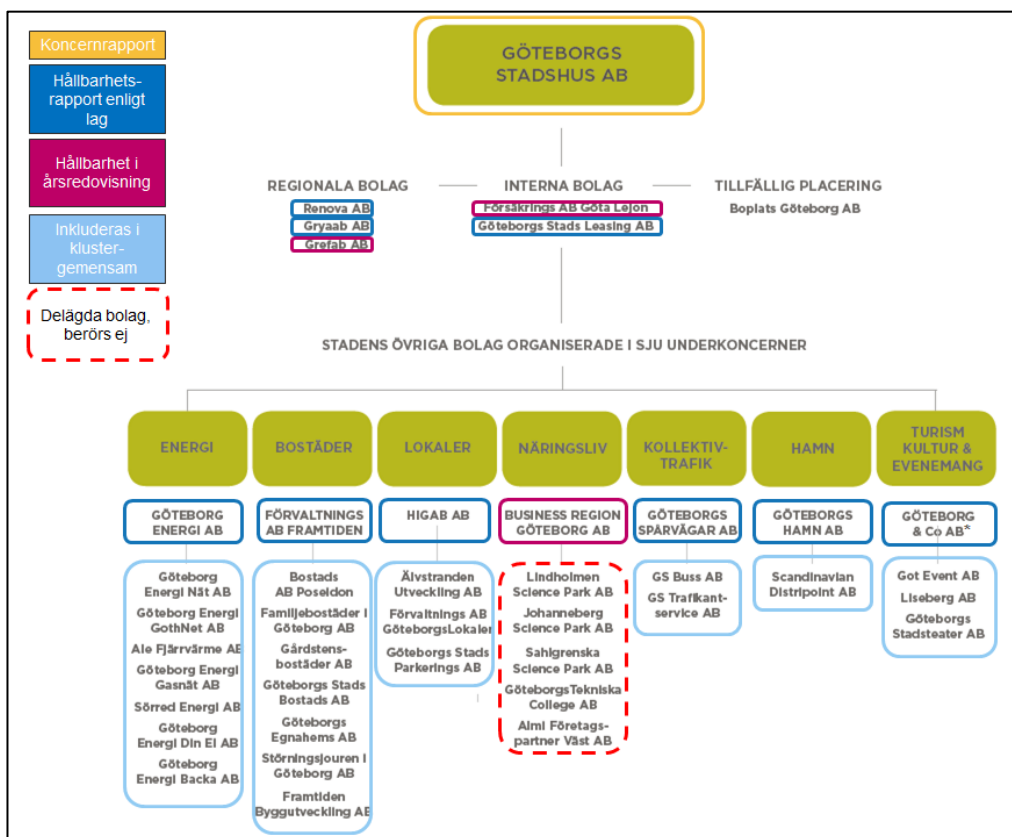 Koncernrapport
Hållbarhets-
rapport enligt
lag
Hållbarhet i
årsredovisning
Inkluderas i
kluster-
gemensam
Delägda bolag,
berörs ej
GÖTEBORGS
STADSHUS AB
REGIONALA BOLAG
Renova AB
Gryaab AB
Grefab AB
INTERNA BOLAG
Försäkrings AB Göta Lejon
Göteborgs Stads Leasing AB
TILLFÄLLIG PLACERING
Boplats Göteborg AB
STADENS ÖVRIGA BOLAG ORGANISERADE I SJU UNDERKONCERNER
ENERGI
GÖTEBORG
ENERGI AB
Göteborg
Energi Nät AB
Göteborg Energi
GothNet AB
Ale Fjärrvärme AB
Göteborg Energi
Gasnät AB
Sörred Energi AB
Göteborg
Energi Din El AB
Göteborg
Energi Backa AB
BOSTÄDER
FÖRVALTNINGS
AB FRAMTIDEN
Bostads
AB Poseidon
Familjebostäder i
Göteborg AB
Gårdstens-
bostäder AB
Göteborgs Stads
Bostads AB
Göteborgs
Egnahems AB
Störningsjouren i
Göteborg AB
Framtiden
Byggutveckling AB
LOKALER
HIGAB AB
Älvstranden
Utveckling AB
Förvaltnings AB
GöteborgsLokaler
Göteborgs Stads
Parkerings AB
NÄRINGSLIV
BUSINESS REGION
GÖTEBORG AB
Lindholmen
Science Park AB
Johanneberg
Science Park AB
Sahlgrenska
Science Park AB
GöteborgsTekniska
College AB
Almi Företags-
partner Väst AB
KOLLEKTIV-
TRAFIK
GÖTEBORGS
SPÅRVÄGAR AB
GS Buss AB
GS Trafikant-
service AB
HAMN
GÖTEBORGS
HAMN AB
Scandinavian
Distripoint AB
TURISM
KULTUR &
EVENEMANG
GÖTEBORG
& Co AB*
Got Event AB
Liseberg AB
Göteborgs
Stadsteater AB